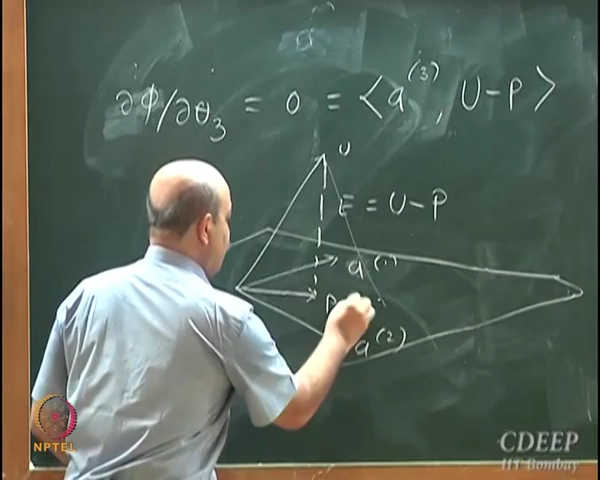 ∂ϕ/∂θ₃ = 0 = ⟨a⁽³⁾, U-P⟩
U
E = U-P
a⁽¹⁾
P
a⁽²⁾
NPTEL
CDEEP
IIT Bombay